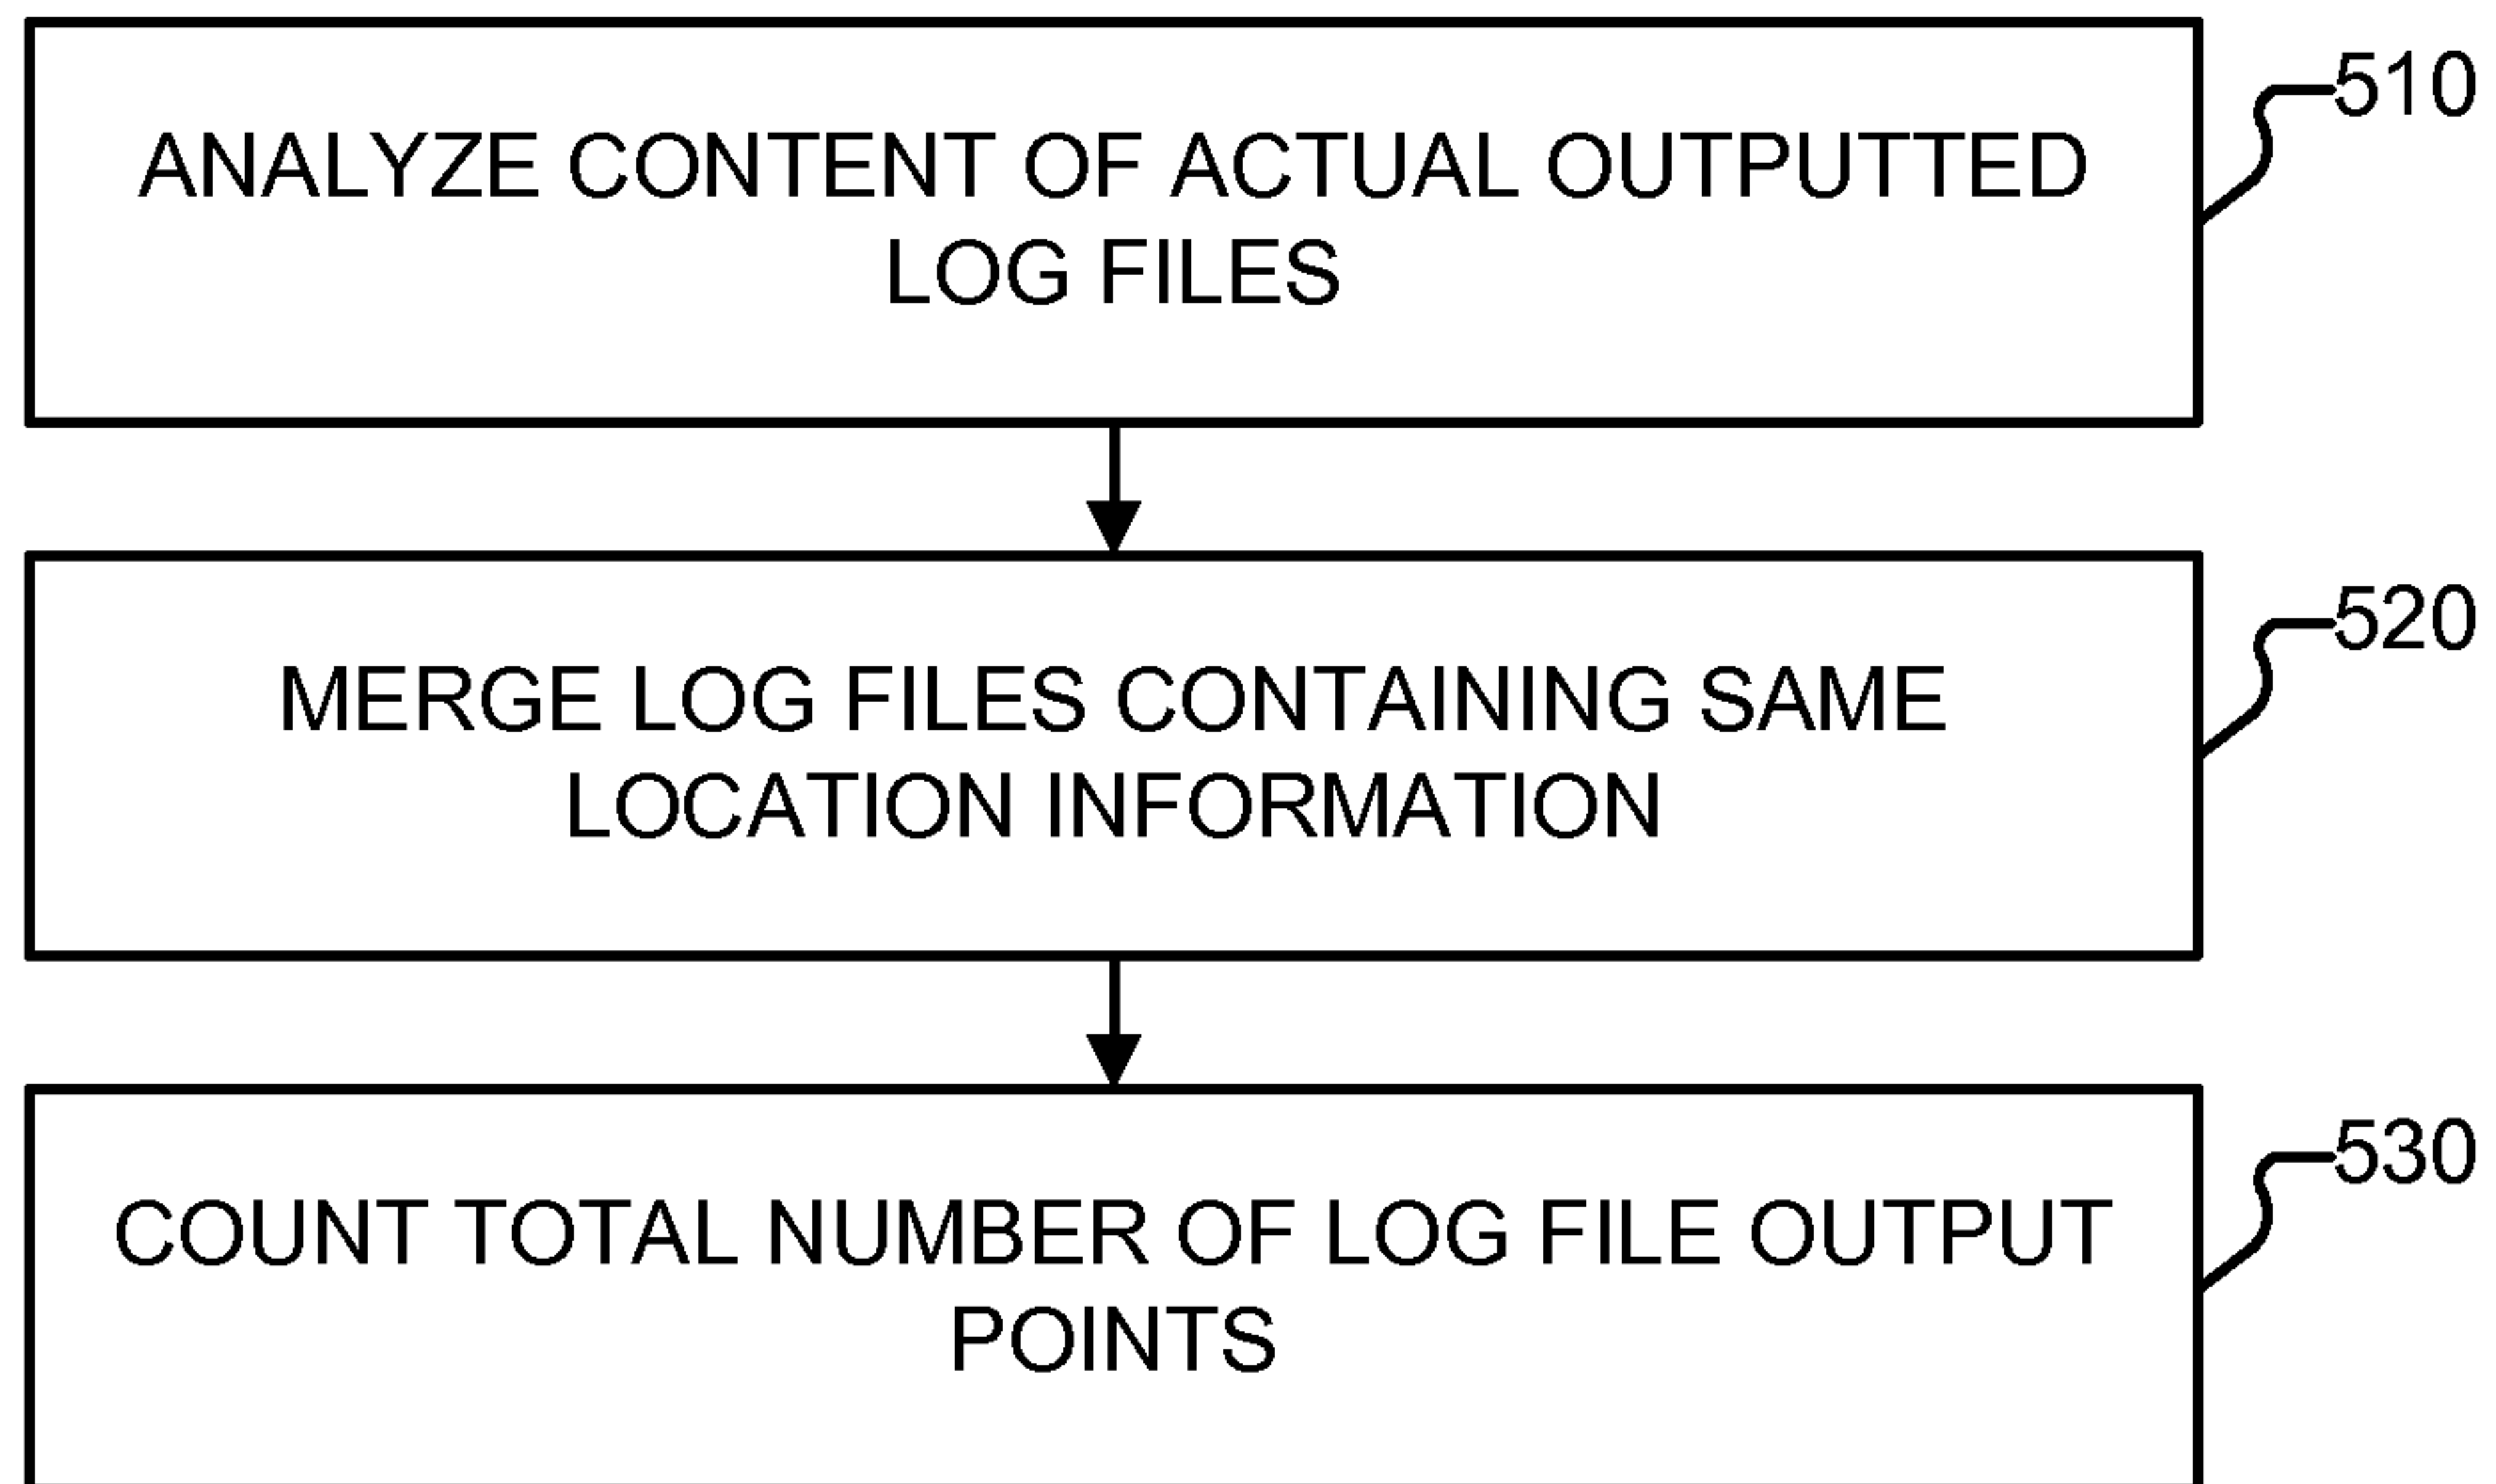 510
ANALYZE CONTENT OF ACTUAL OUTPUTTED
LOG FILES
520
MERGE LOG FILES CONTAINING SAME
LOCATION INFORMATION
530
COUNT TOTAL NUMBER OF LOG FILE OUTPUT
POINTS